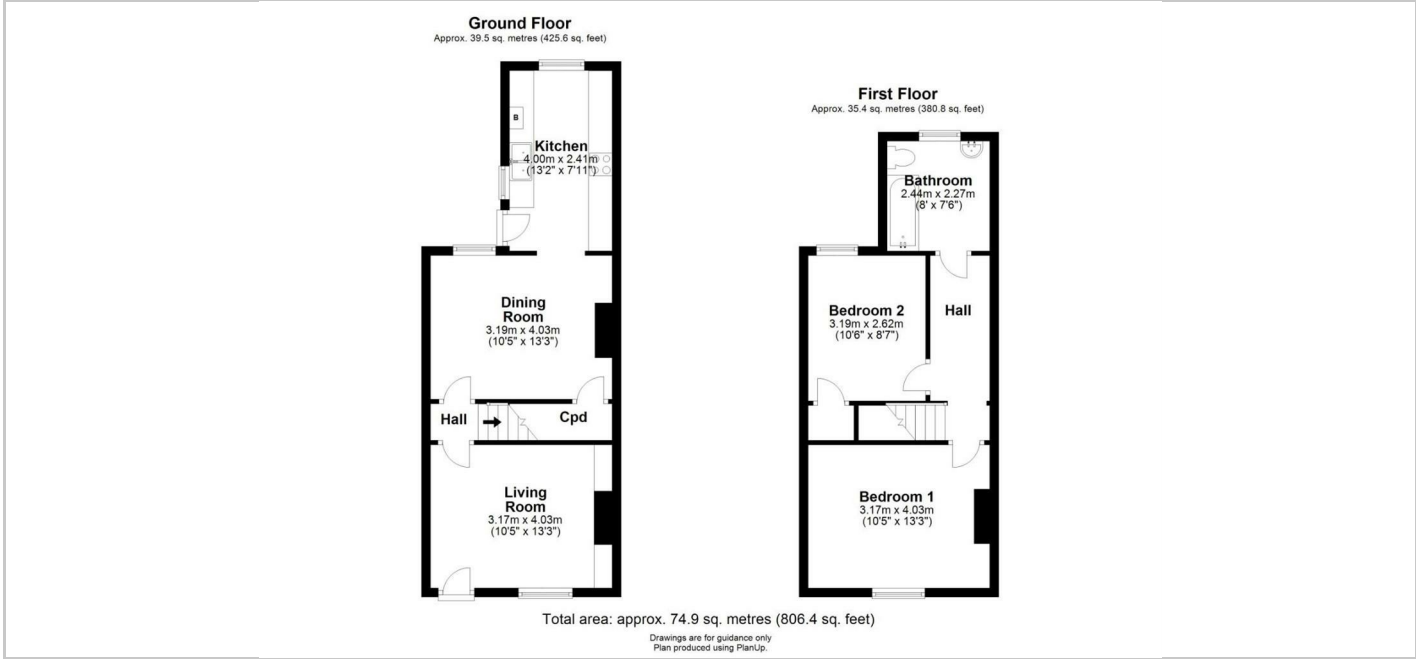 Ground Floor
Approx. 39.5 sq. metres (425.6 sq. feet)
B
Kitchen
4.00m x 2.41m
(13'2" x 7'11")
Dining
Room
3.19m x 4.03m
(10'5" x 13'3")
Hall
Cpd
Living
Room
3.17m x 4.03m
(10'5" x 13'3")
First Floor
Approx. 35.4 sq. metres (380.8 sq. feet)
Bathroom
2.44m x 2.27m
(8' x 7'6")
Bedroom 2
3.19m x 2.62m
(10'6" x 8'7")
Hall
Bedroom 1
3.17m x 4.03m
(10'5" x 13'3")
Total area: approx. 74.9 sq. metres (806.4 sq. feet)
Drawings are for guidance only
Plan produced using PlanUp.